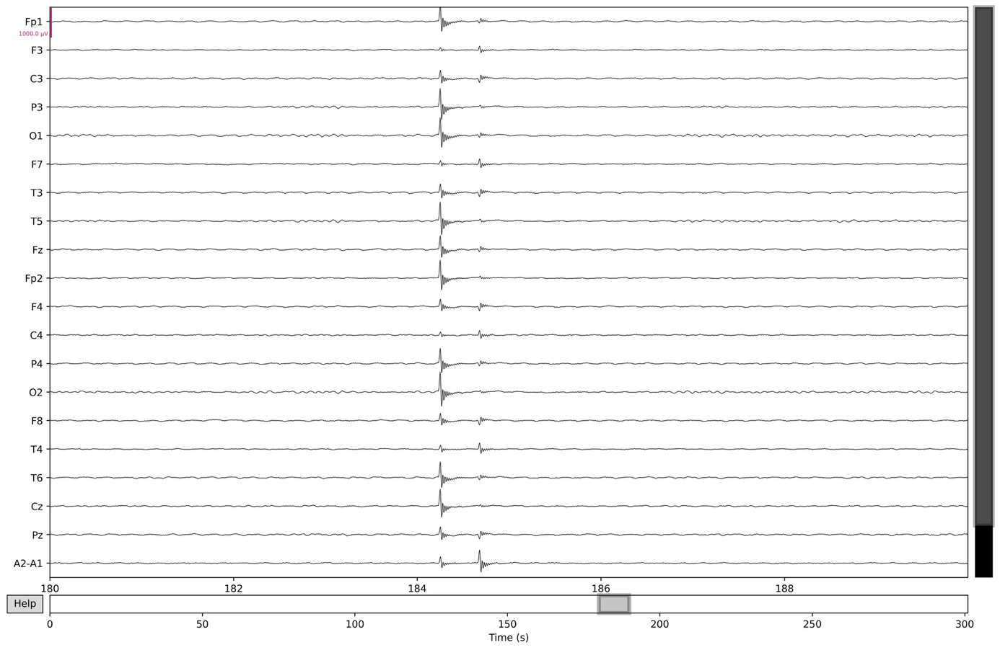 Fp1
1000.0 µV
F3
C3
P3
O1
F7
T3
T5
Fz
Fp2
F4
C4
P4
O2
F8
T4
T6
Cz
Pz
A2-A1
180 182 184 186 188
Help
0 50 100 150 200 250 300
Time (s)